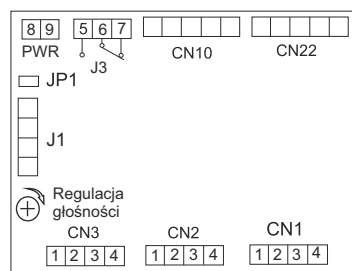 8 9 5 6 7
PWR J3 CN10 CN22
JP1
J1
Regulacja
głośności
CN3 CN2 CN1
1 2 3 4 1 2 3 4 1 2 3 4